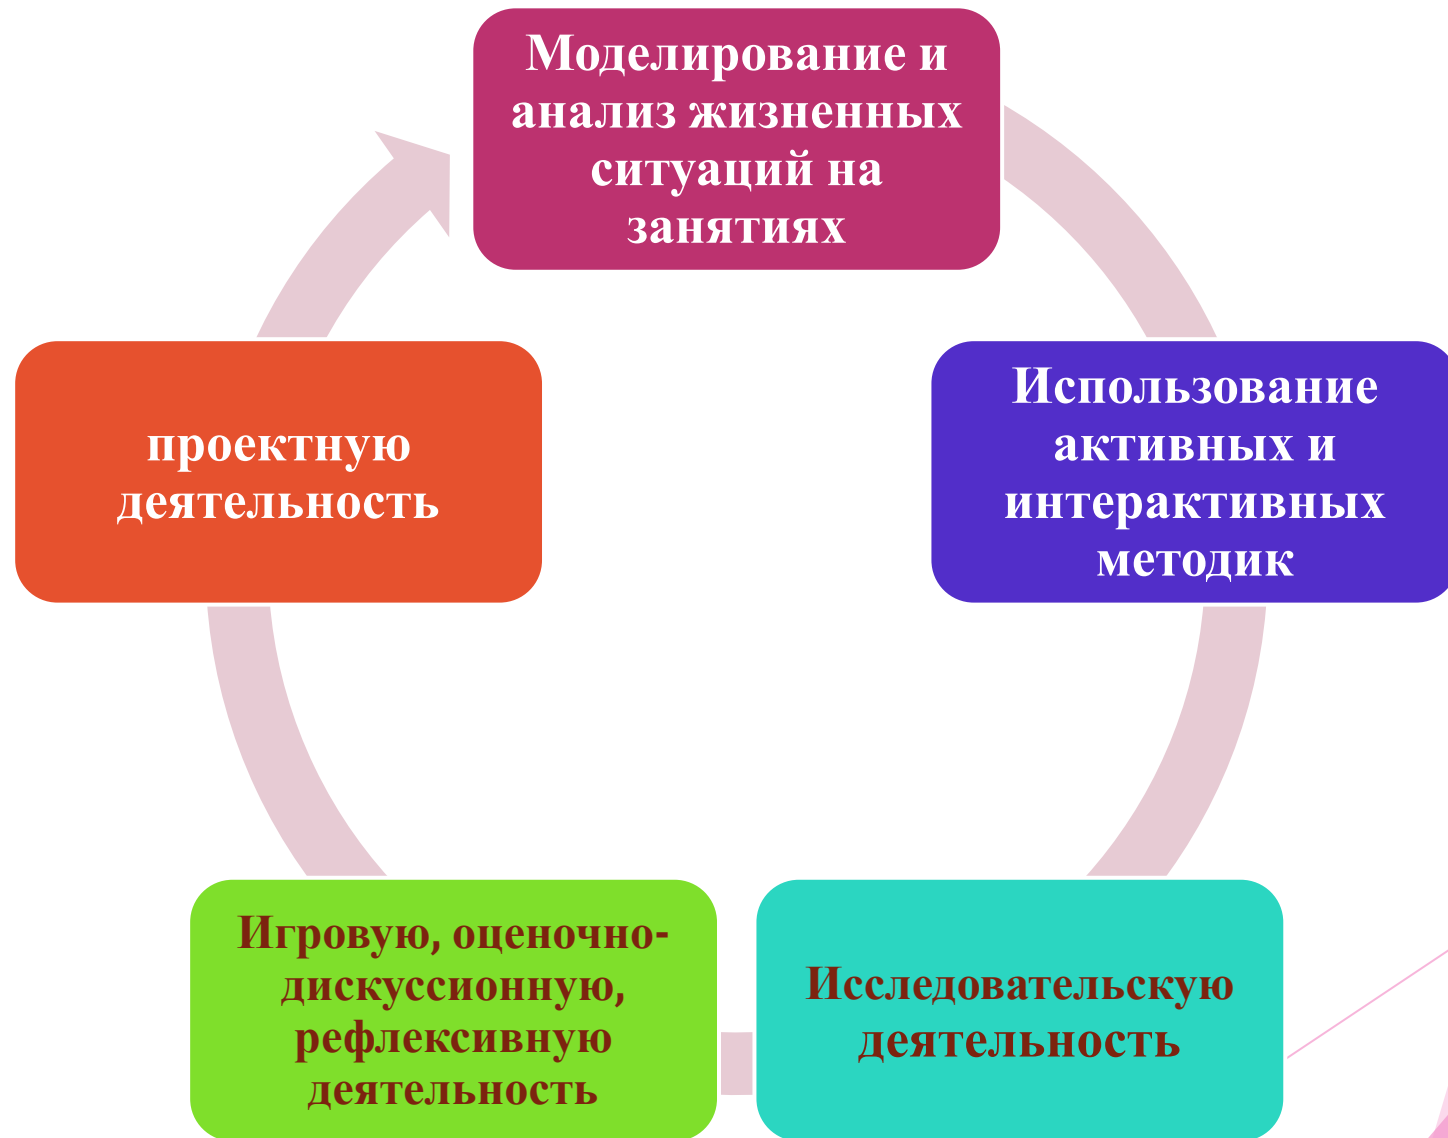 Моделирование и
анализ жизненных
ситуаций на
занятиях
Использование
активных и
интерактивных
методик
Исследовательскую
деятельность
Игровую, оценочно-
дискуссионную,
рефлексивную
деятельность
проектную
деятельность